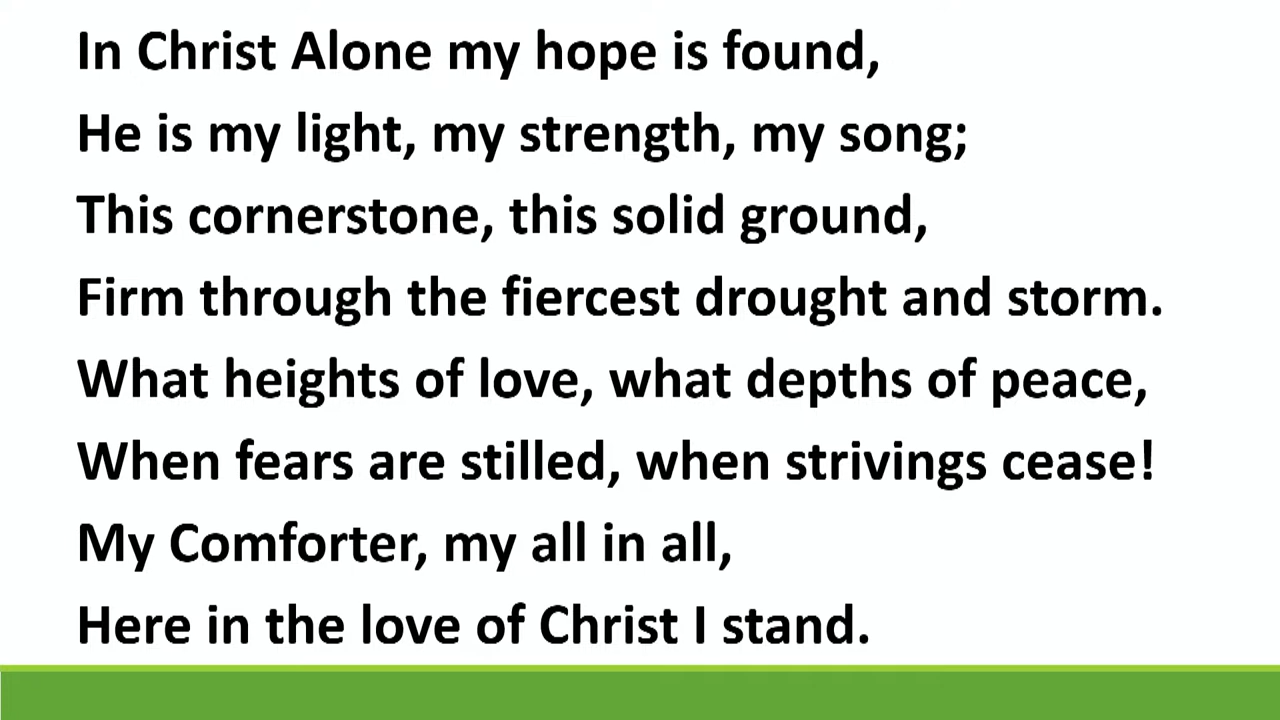 In Christ Alone my hope is found,
He is my light, my strength, my song;
This cornerstone, this solid ground,
Firm through the fiercest drought and storm.
What heights of love, what depths of peace,
When fears are stilled, when strivings cease!
My Comforter, my all in all,
Here in the love of Christ I stand.